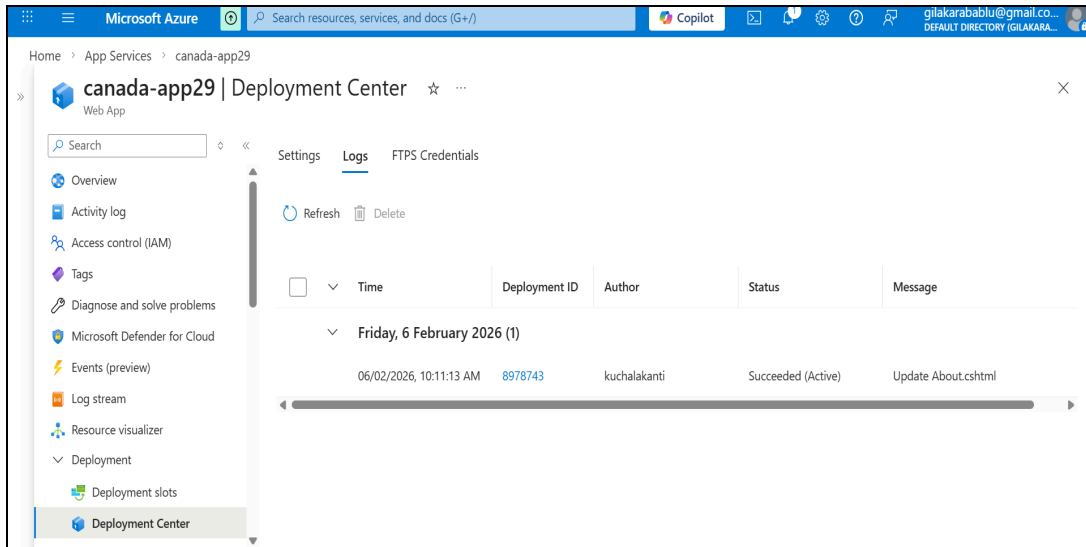 Microsoft Azure
Search resources, services, and docs (G+/)
Copilot
1
gilakarabablu@gmail.co...
DEFAULT DIRECTORY (GILAKARA...
Home > App Services > canada-app29
canada-app29 | Deployment Center
Web App
Search
Settings
Logs
FTPS Credentials
Overview
Activity log
Access control (IAM)
Tags
Diagnose and solve problems
Microsoft Defender for Cloud
Events (preview)
Log stream
Resource visualizer
Deployment
Deployment slots
Deployment Center
Refresh
Delete
Time Deployment ID Author Status Message
Friday, 6 February 2026 (1)
06/02/2026, 10:11:13 AM 8978743 kuchalakanti Succeeded (Active) Update About.cshtml